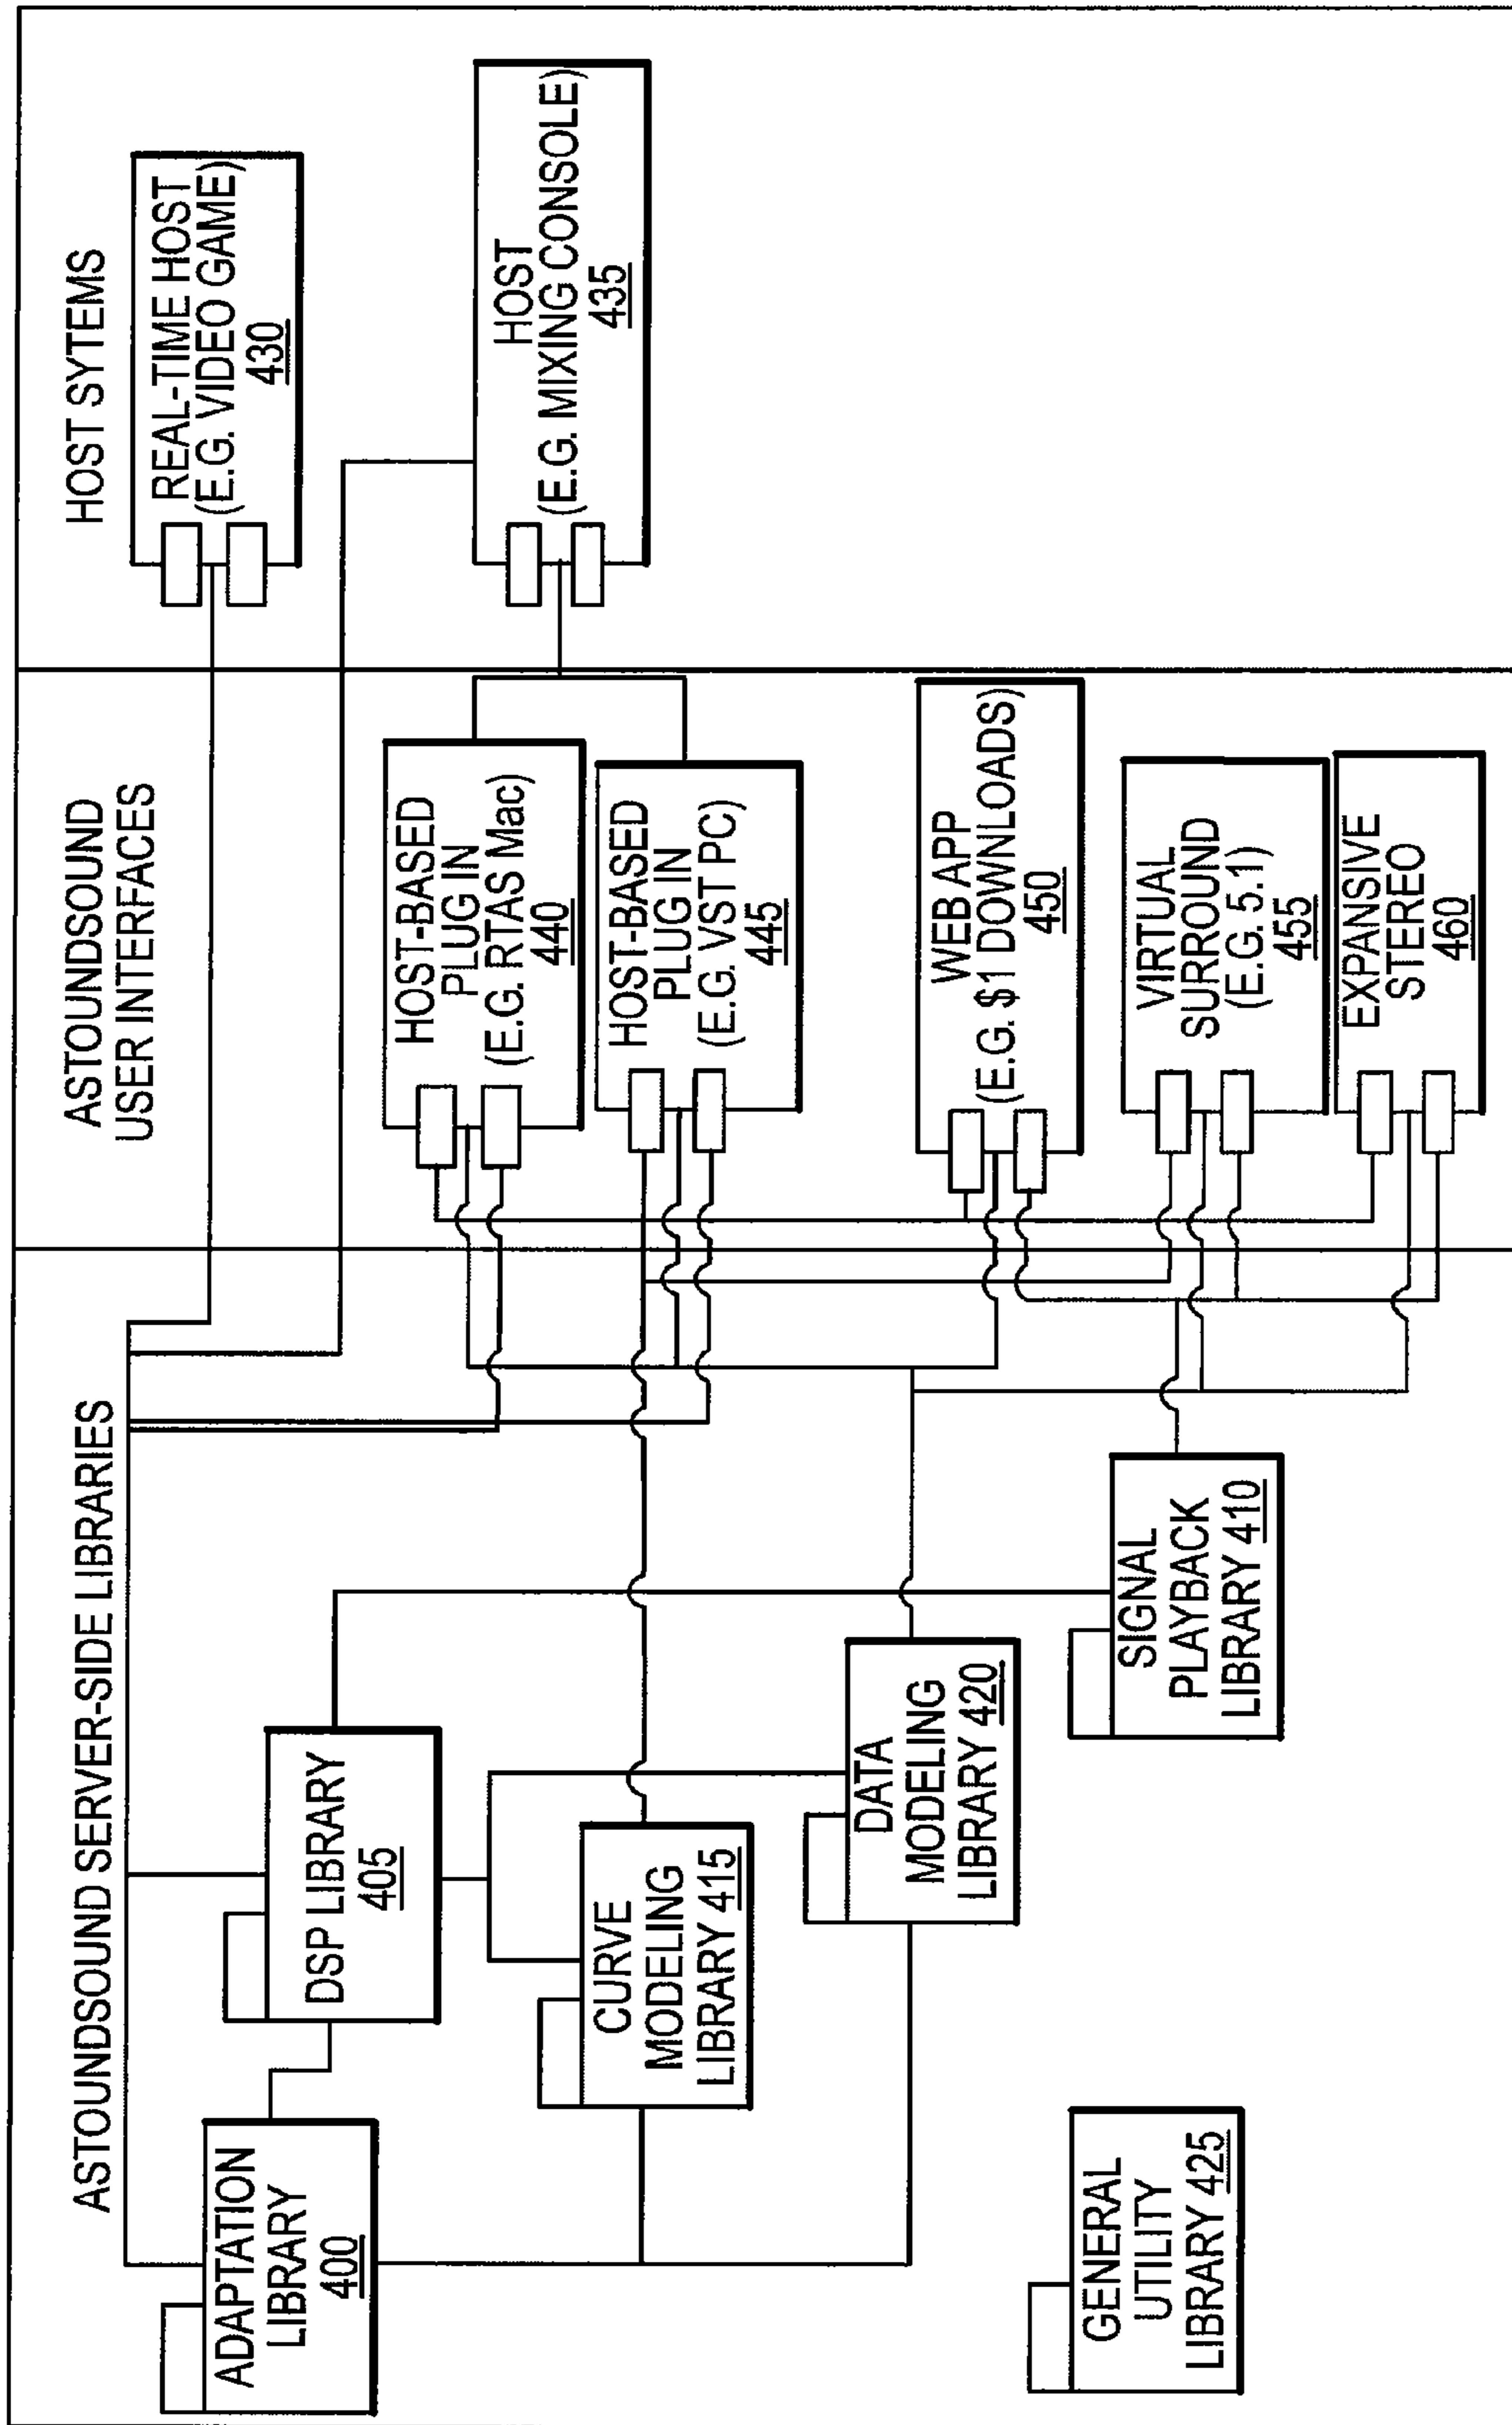 ASTOUNDSOUND SERVER-SIDE LIBRARIES
ADAPTATION
LIBRARY
400
DSP LIBRARY
405
CURVE
MODELING
LIBRARY 415
DATA
MODELING
LIBRARY 420
SIGNAL
PLAYBACK
LIBRARY 410
GENERAL
UTILITY
LIBRARY 425
ASTOUNDSOUND
USER INTERFACES
HOST-BASED
PLUG IN
(E.G. RTAS Mac)
440
HOST-BASED
PLUG IN
(E.G. VST PC)
445
WEB APP
(E.G. $1 DOWNLOADS)
450
VIRTUAL
SURROUND
(E.G. 5.1)
455
EXPANSIVE
STEREO
460
HOST SYTEMS
REAL-TIME HOST
(E.G. VIDEO GAME)
430
HOST
(E.G. MIXING CONSOLE)
435